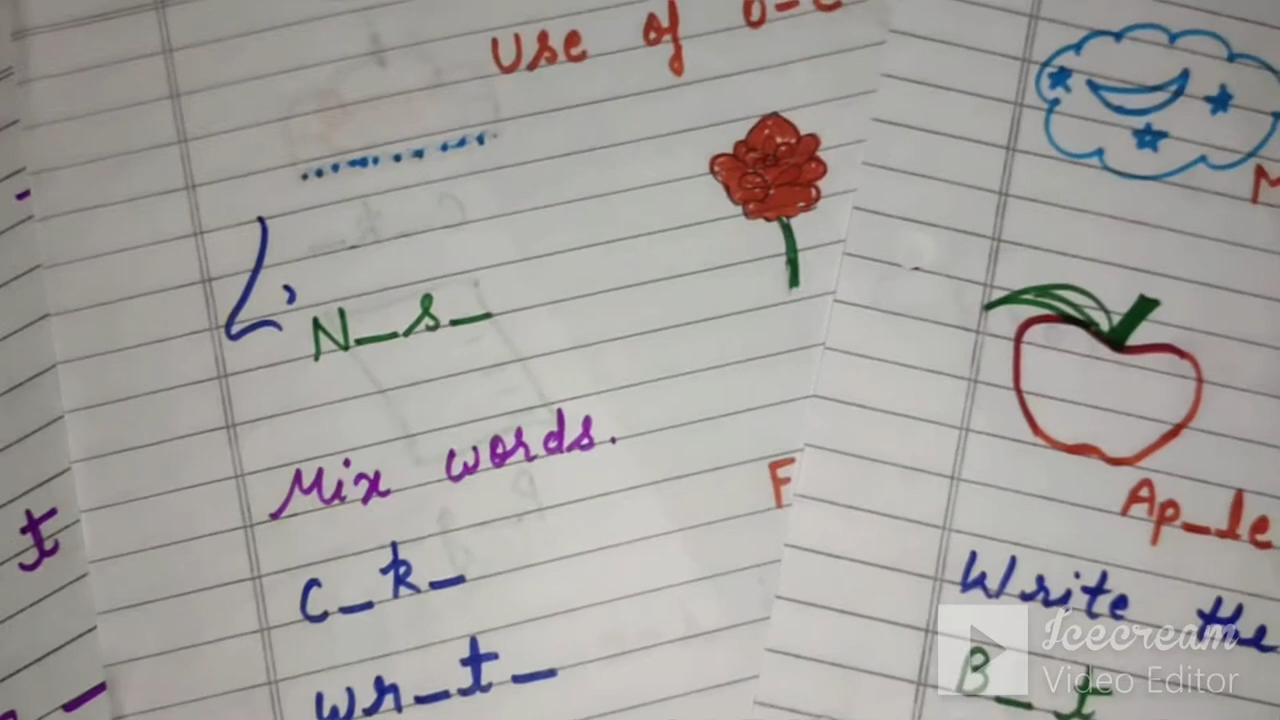 Use of o-e
N_s_
Mix words.
C_k_
wr_t_
t
Ap_le
Write the
B_t
Icecream
Video Editor